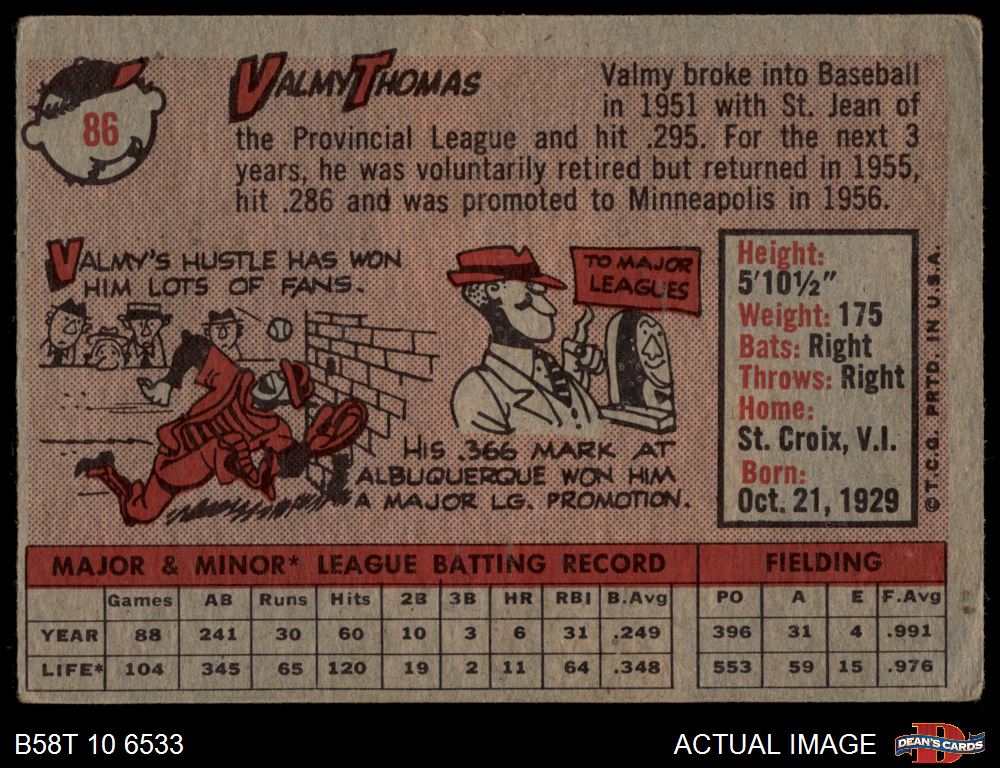 86
VALMY THOMAS
Valmy broke into Baseball
in 1951 with St. Jean of
the Provincial League and hit .295. For the next 3
years, he was voluntarily retired but returned in 1955,
hit .286 and was promoted to Minneapolis in 1956.
VALMY'S HUSTLE HAS WON
HIM LOTS OF FANS.
TO MAJOR
LEAGUES
HIS .366 MARK AT
ALBUQUERQUE WON HIM
A MAJOR LG. PROMOTION.
Height:
5'10½"
Weight: 175
Bats: Right
Throws: Right
Home:
St. Croix, V.I.
Born:
Oct. 21, 1929
©T.C.G. PRTD. IN U.S.A.
MAJOR & MINOR* LEAGUE BATTING RECORD FIELDING
Games AB Runs Hits 2B 3B HR RBI B.Avg PO A E F.Avg
YEAR 88 241 30 60 10 3 6 31 .249 396 31 4 .991
LIFE* 104 345 65 120 19 2 11 64 .348 553 59 15 .976
B58T 10 6533
ACTUAL IMAGE
D
DEAN'S CARDS